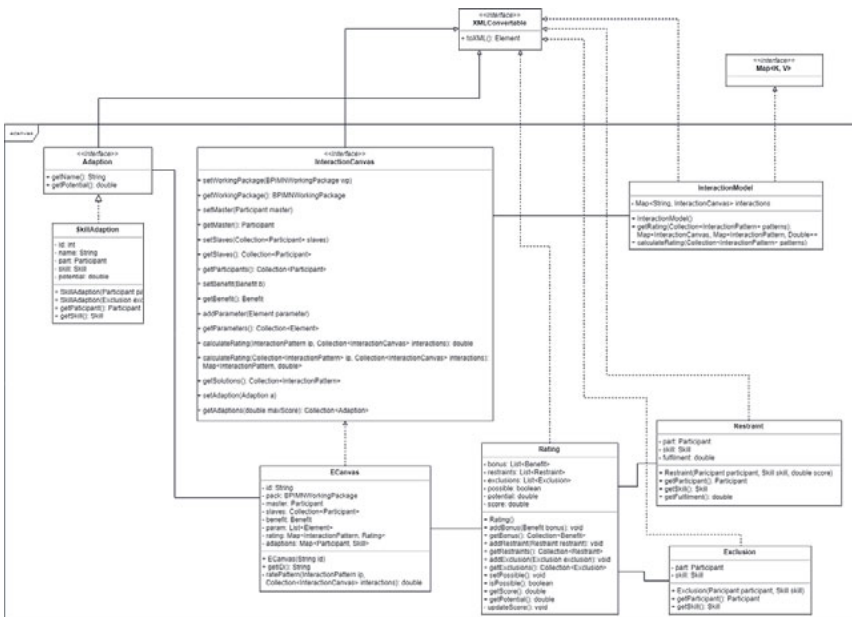 <<interface>>
XMLConvertable
+ toXML(): Element
<<interface>>
Map<K, V>
<<interface>>
Adaption
+ getName(): String
+ getPotential(): double
SkillAdaption
- id: int
- name: String
- part: Participant
- skill: Skill
- potential: double
+ SkillAdaption(Participant pa
+ SkillAdaption(Exclusion exc
+ getPaticipant(): Participant
+ getSkill(): Skill
<<interface>>
InteractionCanvas
+ setWorkingPackage(BPIMNWorkingPackage wp)
+ getWorkingPackage(): BPIMNWorkingPackage
+ setMaster(Participant master)
+ getMaster(): Participant
+ setSlaves(Collection<Participant> slaves)
+ getSlaves(): Collection<Participant>
+ getParticipants(): Collection<Participant>
+ setBenefit(Benefit b)
+ getBenefit(): Benefit
+ addParameter(Element parameter)
+ getParameters(): Collection<Element>
+ calculateRating(InteractionPattern ip, Collection<InteractionCanvas> interactions): double
+ calculateRating(Collection<InteractionPattern> ip, Collection<InteractionCanvas> interactions):
Map<InteractionPattern, double>
+ getSolutions(): Collection<InteractionPattern>
+ setAdaption(Adaption a)
+ getAdaptions(double maxScore): Collection<Adaption>
InteractionModel
- Map<String, InteractionCanvas> interactions
+ InteractionModel()
+ getRating(Collection<InteractionPattern> patterns)
Map<InteractionCanvas, Map<InteractionPattern, Double>>
+ calculateRating(Collection<InteractionPattern> patterns)
ECanvas
- id: String
- pack: BPIMNWorkingPackage
- master: Participant
- slaves: Collection<Participant>
- benefit: Benefit
- param: List<Element>
- rating: Map<InteractionPattern, Rating>
- adaptions: Map<Participant, Skill>
+ ECanvas(String id)
+ getID(): String
- ratePattern(InteractionPattern ip,
Collection<InteractionCanvas> interactions): double
Rating
- bonus: List<Benefit>
- restraints: List<Restraint>
- exclusions: List<Exclusion>
- possible: boolean
- potential: double
- score: double
+ Rating()
+ addBonus(Benefit bonus): void
+ getBonus(): Collection<Benefit>
+ addRestraint(Restraint restraint): void
+ getRestraints(): Collection<Restraint>
+ addExclusion(Exclusion exclusion): void
+ getExclusions(): Collection<Exclusion>
+ setPossible(): void
+ isPossible(): boolean
+ getScore(): double
+ getPotential(): double
- updateScore(): void
Restraint
- part: Participant
- skill: Skill
- fulfilment: double
+ Restraint(Paricipant participant, Skill skill, double score)
+ getParticipant(): Participant
+ getSkill(): Skill
+ getFulfilment(): double
Exclusion
- part: Participant
- skill: Skill
+ Exclusion(Paricipant participant, Skill skill)
+ getParticipant(): Participant
+ getSkill(): Skill